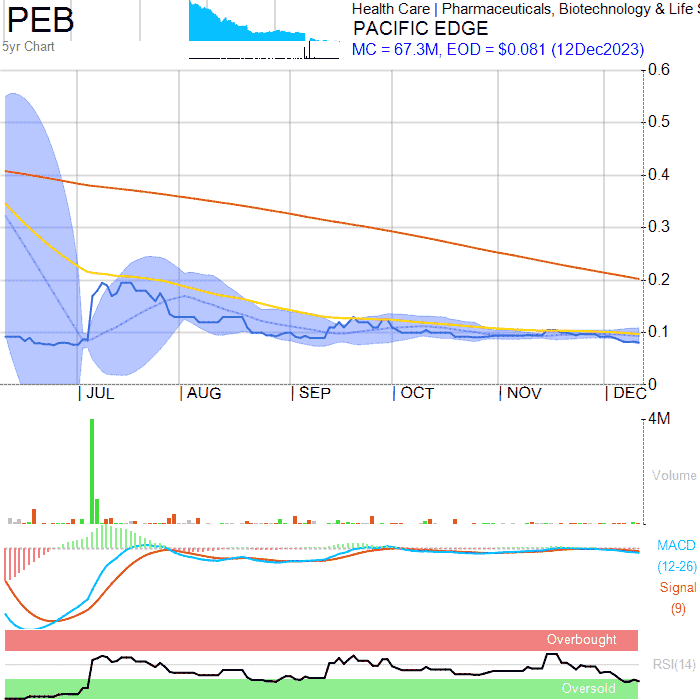 PEB
5yr Chart
Health Care | Pharmaceuticals, Biotechnology & Life
PACIFIC EDGE
MC = 67.3M, EOD = $0.081 (12Dec2023)
0.6
0.5
0.4
0.3
0.2
0.1
0
| JUL | AUG | SEP | OCT | NOV | DEC
4M
Volume
MACD
(12-26)
Signal
(9)
Overbought
RSI(14)
Oversold